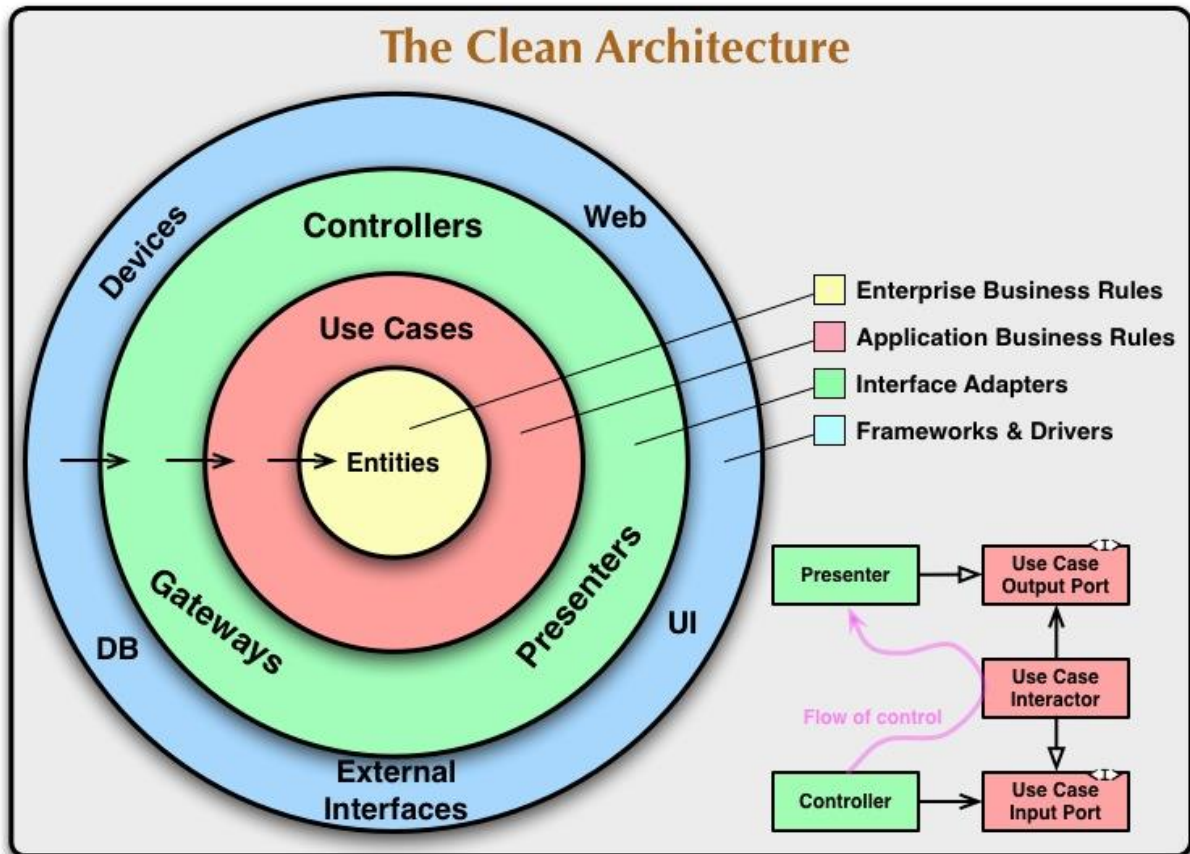 The Clean Architecture
Devices
Web
Controllers
Use Cases
Entities
Gateways
Presenters
DB
UI
External
Interfaces
Enterprise Business Rules
Application Business Rules
Interface Adapters
Frameworks & Drivers
Presenter
<I>
Use Case
Output Port
Use Case
Interactor
Flow of control
Controller
<I>
Use Case
Input Port